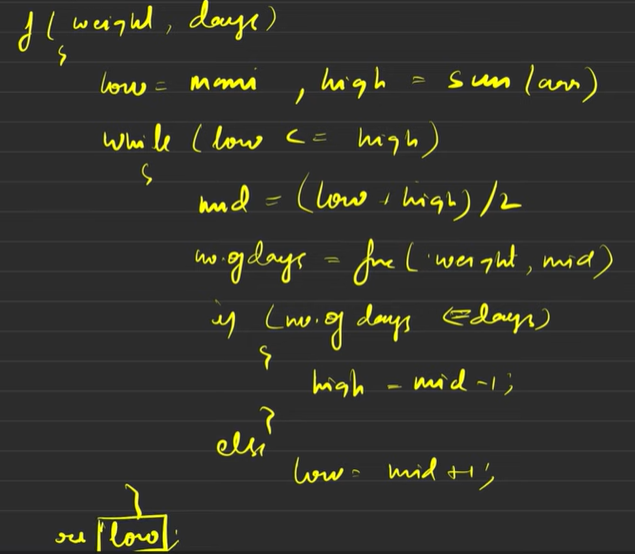 f( weight, days)
{
low = maxi , high = sum(arr)
while (low <= high)
{
mid = (low + high)/2
no.ofdays = func( weight, mid)
if (no.of days <= days)
{
high = mid-1;
}
else
low = mid+1;
}
ret low;